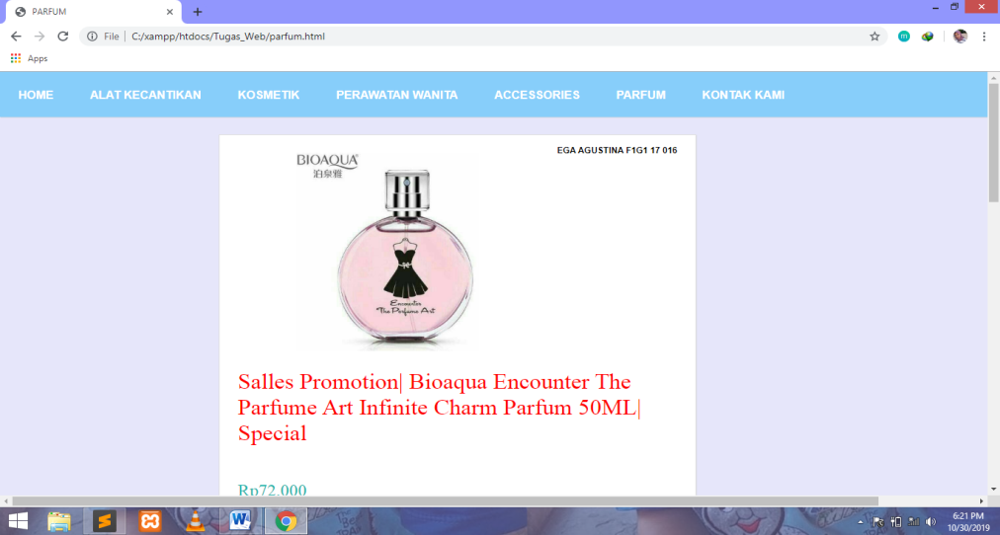 PARFUM
File
C:/xampp/htdocs/Tugas_Web/parfum.html
Apps
HOME ALAT KECANTIKAN KOSMETIK PERAWATAN WANITA ACCESSORIES PARFUM KONTAK KAMI
EGA AGUSTINA F1G1 17 016
BIOAQUA
泊泉雅
Encounter
The Perfume Art
Salles Promotion| Bioaqua Encounter The
Parfume Art Infinite Charm Parfum 50ML|
Special
Rp72.000
6:21 PM
10/30/2019